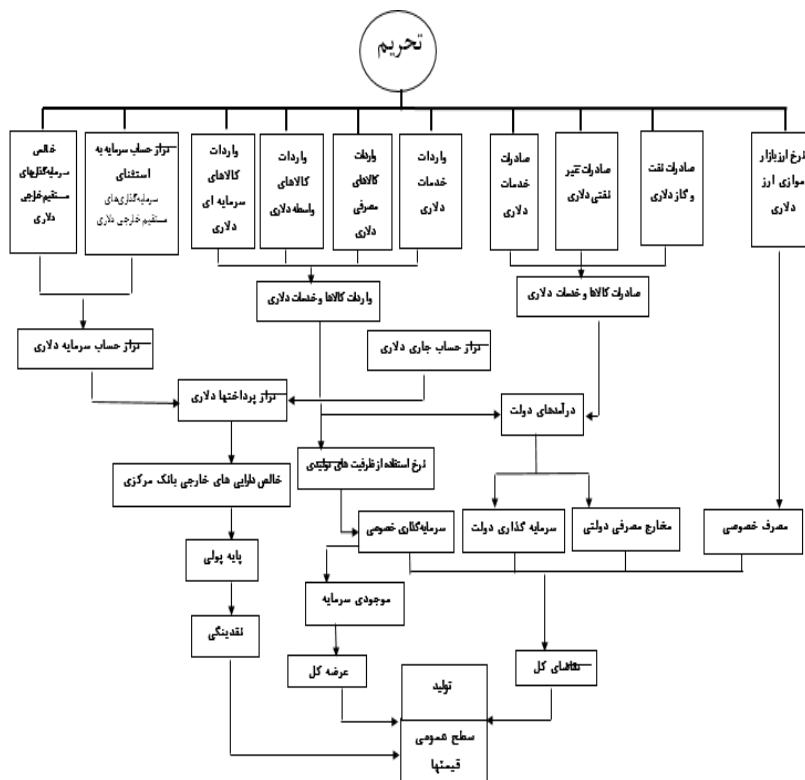 تحریم
نرخ ارز بازار
موازی ارز
دلاری
صادرات نفت
و گاز دلاری
صادرات غیر
نفتی دلاری
صادرات
خدمات
دلاری
واردات
خدمات
دلاری
واردات
کالاهای
مصرفی
دلاری
واردات
کالاهای
واسطه دلاری
واردات
کالاهای
سرمایه ای
دلاری
تراز حساب سرمایه به
استثنای
سرمایه‌گذاری‌های
مستقیم خارجی دلاری
خالص
سرمایه‌گذاری‌های
مستقیم خارجی
دلاری
صادرات کالاها و خدمات دلاری
واردات کالاها و خدمات دلاری
تراز حساب جاری دلاری
تراز حساب سرمایه دلاری
درآمدهای دولت
تراز پرداختها دلاری
نرخ استفاده از ظرفیت های تولیدی
خالص دارایی های خارجی بانک مرکزی
مصرف خصوصی
مخارج مصرفی دولتی
سرمایه گذاری دولت
سرمایه‌گذاری خصوصی
پایه پولی
موجودی سرمایه
نقدینگی
تقاضای کل
عرضه کل
تولید
سطح عمومی
قیمتها